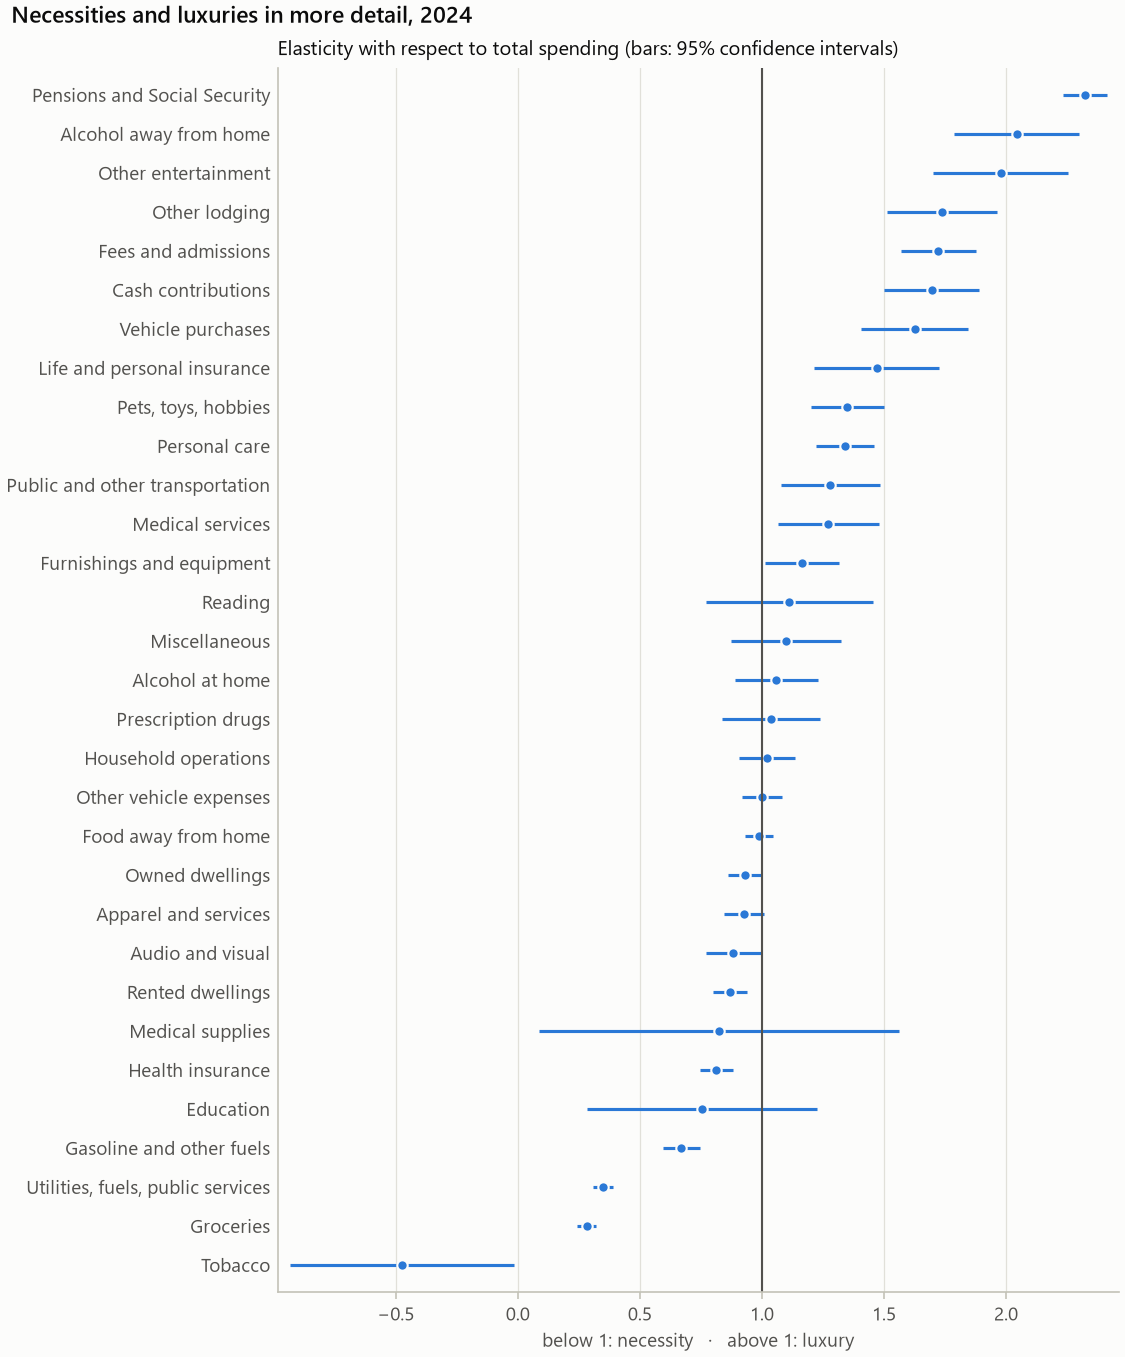 Necessities and luxuries in more detail, 2024
Elasticity with respect to total spending (bars: 95% confidence intervals)
Pensions and Social Security
Alcohol away from home
Other entertainment
Other lodging
Fees and admissions
Cash contributions
Vehicle purchases
Life and personal insurance
Pets, toys, hobbies
Personal care
Public and other transportation
Medical services
Furnishings and equipment
Reading
Miscellaneous
Alcohol at home
Prescription drugs
Household operations
Other vehicle expenses
Food away from home
Owned dwellings
Apparel and services
Audio and visual
Rented dwellings
Medical supplies
Health insurance
Education
Gasoline and other fuels
Utilities, fuels, public services
Groceries
Tobacco
−0.5 0.0 0.5 1.0 1.5 2.0
below 1: necessity · above 1: luxury